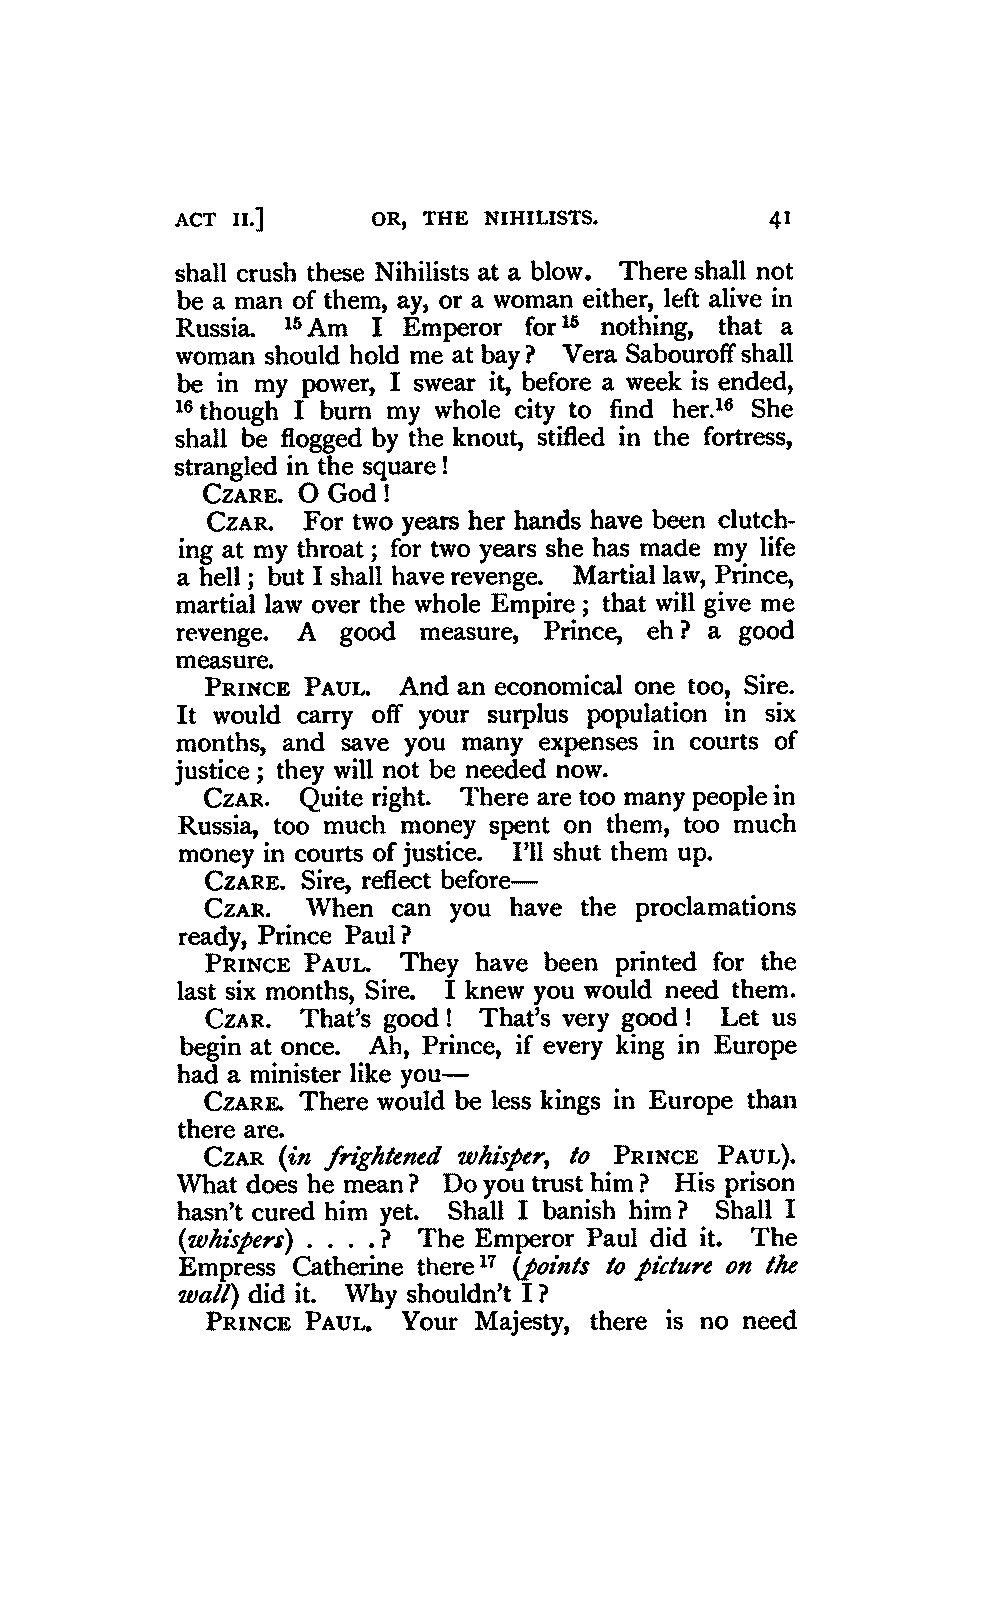 ACT II.] OR, THE NIHILISTS. 41
shall crush these Nihilists at a blow. There shall not
be a man of them, ay, or a woman either, left alive in
Russia. ¹⁵ Am I Emperor for ¹⁵ nothing, that a
woman should hold me at bay? Vera Sabouroff shall
be in my power, I swear it, before a week is ended,
¹⁶ though I burn my whole city to find her.¹⁶ She
shall be flogged by the knout, stifled in the fortress,
strangled in the square!
CZARE. O God!
CZAR. For two years her hands have been clutch-
ing at my throat; for two years she has made my life
a hell; but I shall have revenge. Martial law, Prince,
martial law over the whole Empire; that will give me
revenge. A good measure, Prince, eh? a good
measure.
PRINCE PAUL. And an economical one too, Sire.
It would carry off your surplus population in six
months, and save you many expenses in courts of
justice; they will not be needed now.
CZAR. Quite right. There are too many people in
Russia, too much money spent on them, too much
money in courts of justice. I'll shut them up.
CZARE. Sire, reflect before—
CZAR. When can you have the proclamations
ready, Prince Paul?
PRINCE PAUL. They have been printed for the
last six months, Sire. I knew you would need them.
CZAR. That's good! That's very good! Let us
begin at once. Ah, Prince, if every king in Europe
had a minister like you—
CZARE. There would be less kings in Europe than
there are.
CZAR (in frightened whisper, to PRINCE PAUL).
What does he mean? Do you trust him? His prison
hasn't cured him yet. Shall I banish him? Shall I
(whispers) . . . .? The Emperor Paul did it. The
Empress Catherine there ¹⁷ (points to picture on the
wall) did it. Why shouldn't I?
PRINCE PAUL. Your Majesty, there is no need